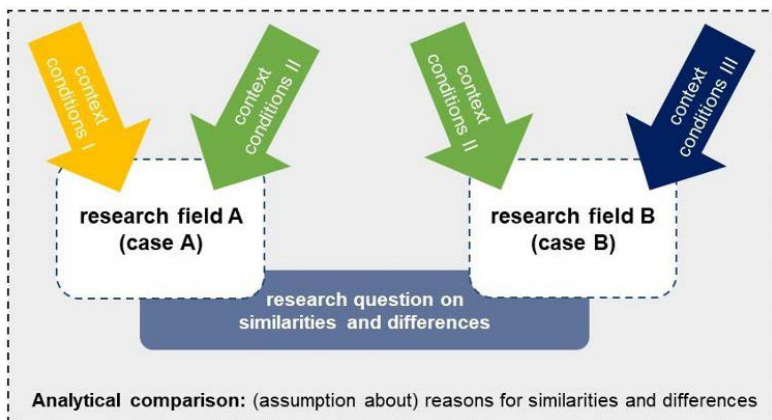 context
conditions I
context
conditions II
context
conditions II
context
conditions III
research field A
(case A)
research field B
(case B)
research question on
similarities and differences
Analytical comparison: (assumption about) reasons for similarities and differences